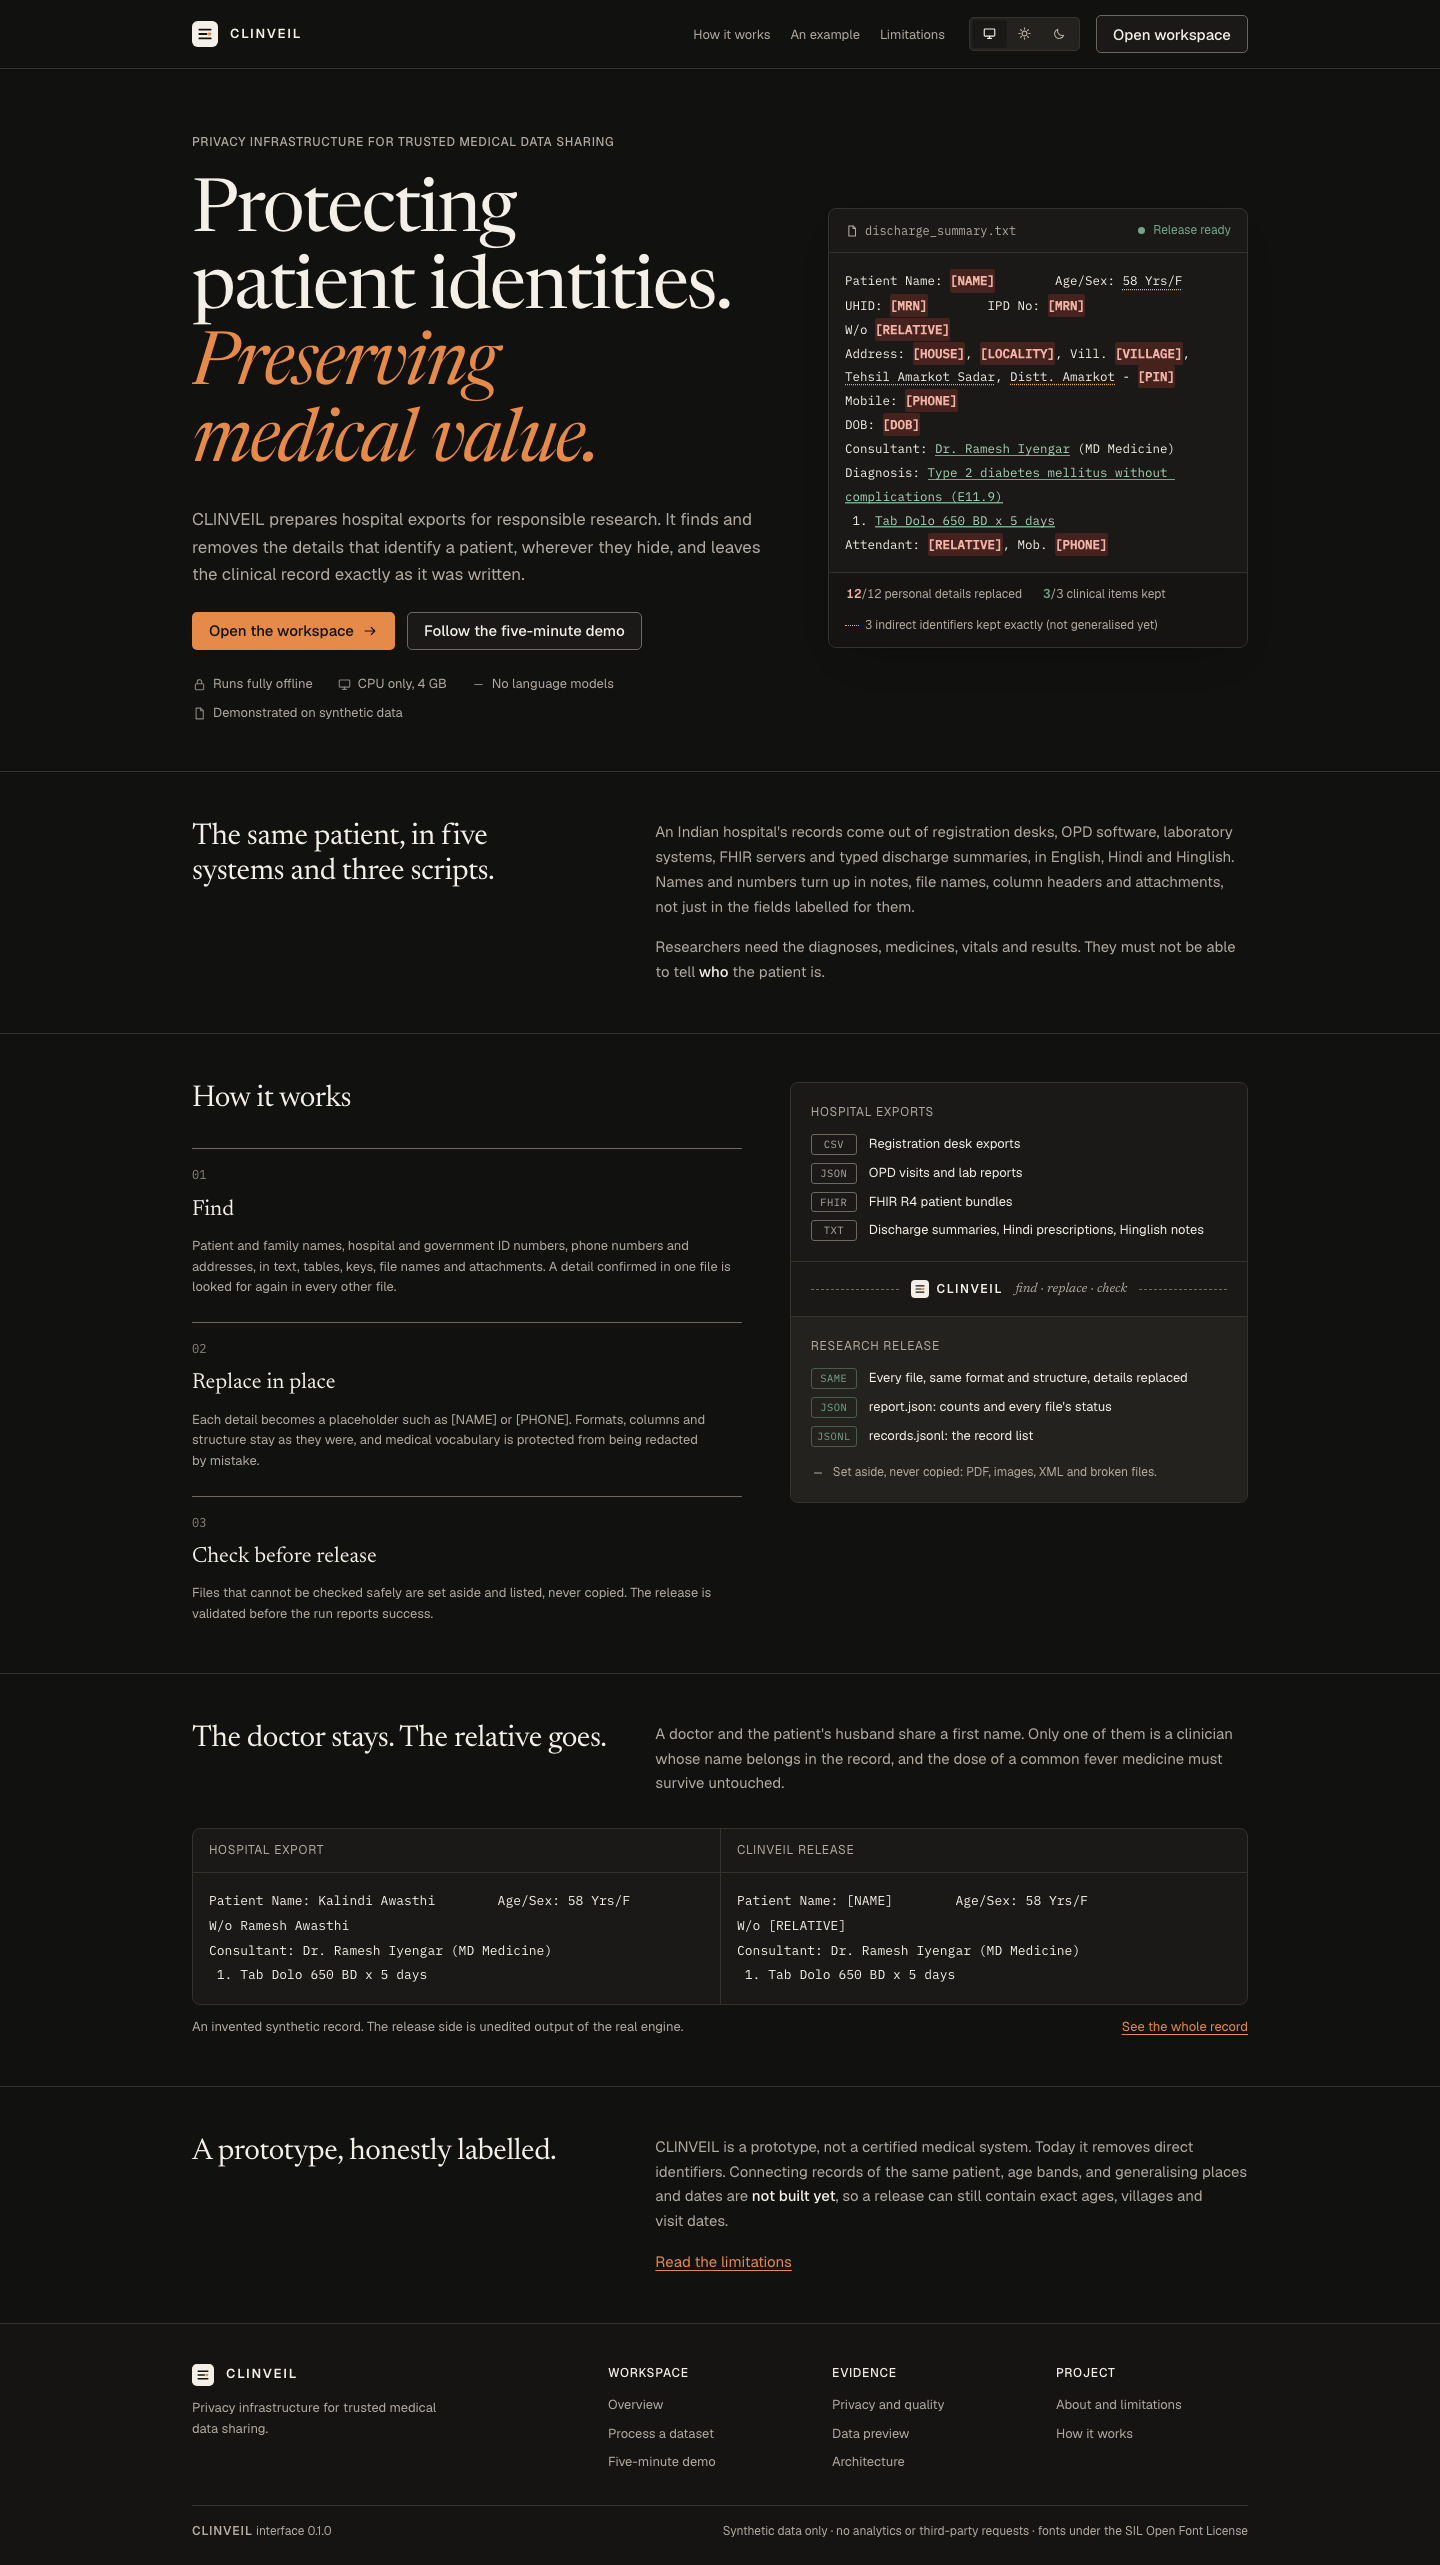 CLINVEIL
How it works
An example
Limitations
Open workspace
PRIVACY INFRASTRUCTURE FOR TRUSTED MEDICAL DATA SHARING
Protecting
patient identities.
Preserving
medical value.
CLINVEIL prepares hospital exports for responsible research. It finds and
removes the details that identify a patient, wherever they hide, and leaves
the clinical record exactly as it was written.
Open the workspace →
Follow the five-minute demo
Runs fully offline
CPU only, 4 GB
No language models
Demonstrated on synthetic data
discharge_summary.txt
Release ready
Patient Name: [NAME] Age/Sex: 58 Yrs/F
UHID: [MRN] IPD No: [MRN]
W/o [RELATIVE]
Address: [HOUSE], [LOCALITY], Vill. [VILLAGE],
Tehsil Amarkot Sadar, Distt. Amarkot - [PIN]
Mobile: [PHONE]
DOB: [DOB]
Consultant: Dr. Ramesh Iyengar (MD Medicine)
Diagnosis: Type 2 diabetes mellitus without
complications (E11.9)
1. Tab Dolo 650 BD x 5 days
Attendant: [RELATIVE], Mob. [PHONE]
12/12 personal details replaced
3/3 clinical items kept
3 indirect identifiers kept exactly (not generalised yet)
The same patient, in five
systems and three scripts.
An Indian hospital's records come out of registration desks, OPD software, laboratory
systems, FHIR servers and typed discharge summaries, in English, Hindi and Hinglish.
Names and numbers turn up in notes, file names, column headers and attachments,
not just in the fields labelled for them.
Researchers need the diagnoses, medicines, vitals and results. They must not be able
to tell who the patient is.
How it works
01
Find
Patient and family names, hospital and government ID numbers, phone numbers and
addresses, in text, tables, keys, file names and attachments. A detail confirmed in one file is
looked for again in every other file.
02
Replace in place
Each detail becomes a placeholder such as [NAME] or [PHONE]. Formats, columns and
structure stay as they were, and medical vocabulary is protected from being redacted
by mistake.
03
Check before release
Files that cannot be checked safely are set aside and listed, never copied. The release is
validated before the run reports success.
HOSPITAL EXPORTS
CSV Registration desk exports
JSON OPD visits and lab reports
FHIR FHIR R4 patient bundles
TXT Discharge summaries, Hindi prescriptions, Hinglish notes
CLINVEIL find · replace · check
RESEARCH RELEASE
SAME Every file, same format and structure, details replaced
JSON report.json: counts and every file's status
JSONL records.jsonl: the record list
Set aside, never copied: PDF, images, XML and broken files.
The doctor stays. The relative goes.
A doctor and the patient's husband share a first name. Only one of them is a clinician
whose name belongs in the record, and the dose of a common fever medicine must
survive untouched.
HOSPITAL EXPORT
Patient Name: Kalindi Awasthi Age/Sex: 58 Yrs/F
W/o Ramesh Awasthi
Consultant: Dr. Ramesh Iyengar (MD Medicine)
1. Tab Dolo 650 BD x 5 days
CLINVEIL RELEASE
Patient Name: [NAME] Age/Sex: 58 Yrs/F
W/o [RELATIVE]
Consultant: Dr. Ramesh Iyengar (MD Medicine)
1. Tab Dolo 650 BD x 5 days
An invented synthetic record. The release side is unedited output of the real engine.
See the whole record
A prototype, honestly labelled.
CLINVEIL is a prototype, not a certified medical system. Today it removes direct
identifiers. Connecting records of the same patient, age bands, and generalising places
and dates are not built yet, so a release can still contain exact ages, villages and
visit dates.
Read the limitations
CLINVEIL
Privacy infrastructure for trusted medical
data sharing.
WORKSPACE
Overview
Process a dataset
Five-minute demo
EVIDENCE
Privacy and quality
Data preview
Architecture
PROJECT
About and limitations
How it works
CLINVEIL interface 0.1.0
Synthetic data only · no analytics or third-party requests · fonts under the SIL Open Font License